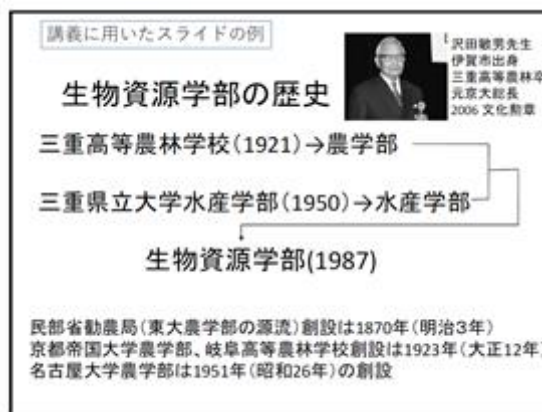 講義に用いたスライドの例
沢田敏男先生
伊賀市出身
三重高等農林卒
元京大総長
2006 文化勲章
生物資源学部の歴史
三重高等農林学校(1921)→農学部
三重県立大学水産学部(1950)→水産学部
生物資源学部(1987)
民部省勧農局(東大農学部の源流)創設は1870年(明治3年)
京都帝国大学農学部、岐阜高等農林学校創設は1923年(大正12年)
名古屋大学農学部は1951年(昭和26年)の創設